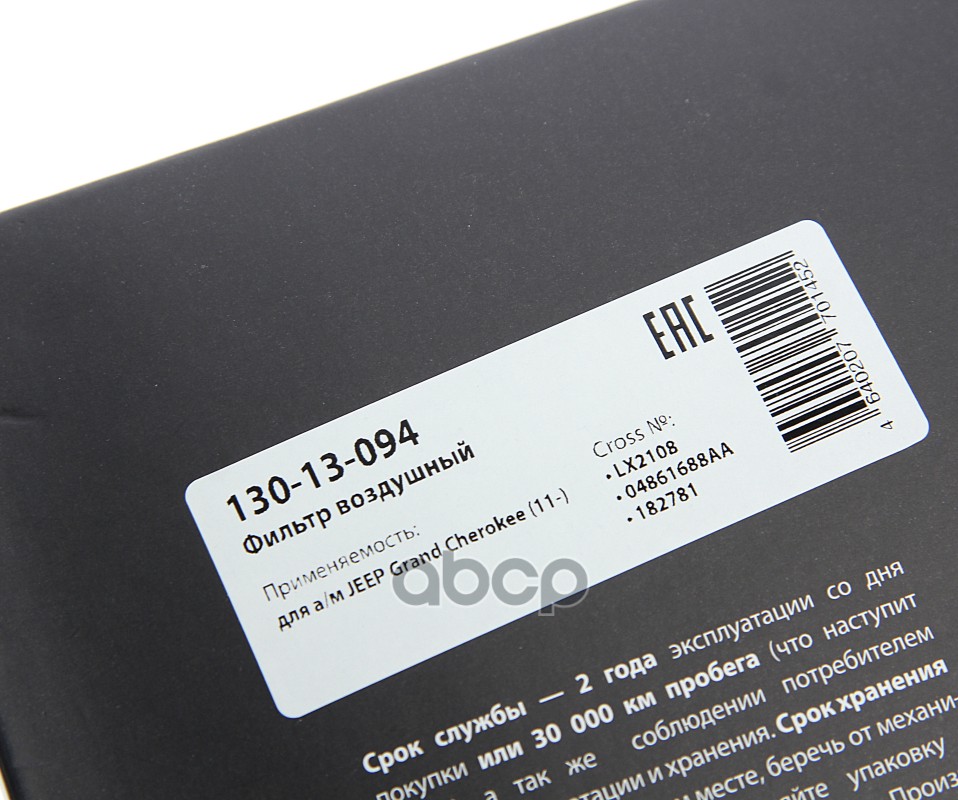 130-13-094
Фильтр воздушный
Применяемость:
для а/м JEEP Grand Cherokee (11-)
Cross №:
•LX2108
•04861688AA
•182781
EAC
4 640207 701452
abcp
Срок службы — 2 года эксплуатации со дня
покупки или 30 000 км пробега (что наступит
а так же соблюдении потребителем
и хранения. Срок хранения
месте, беречь от механи-
упаковку
Произ